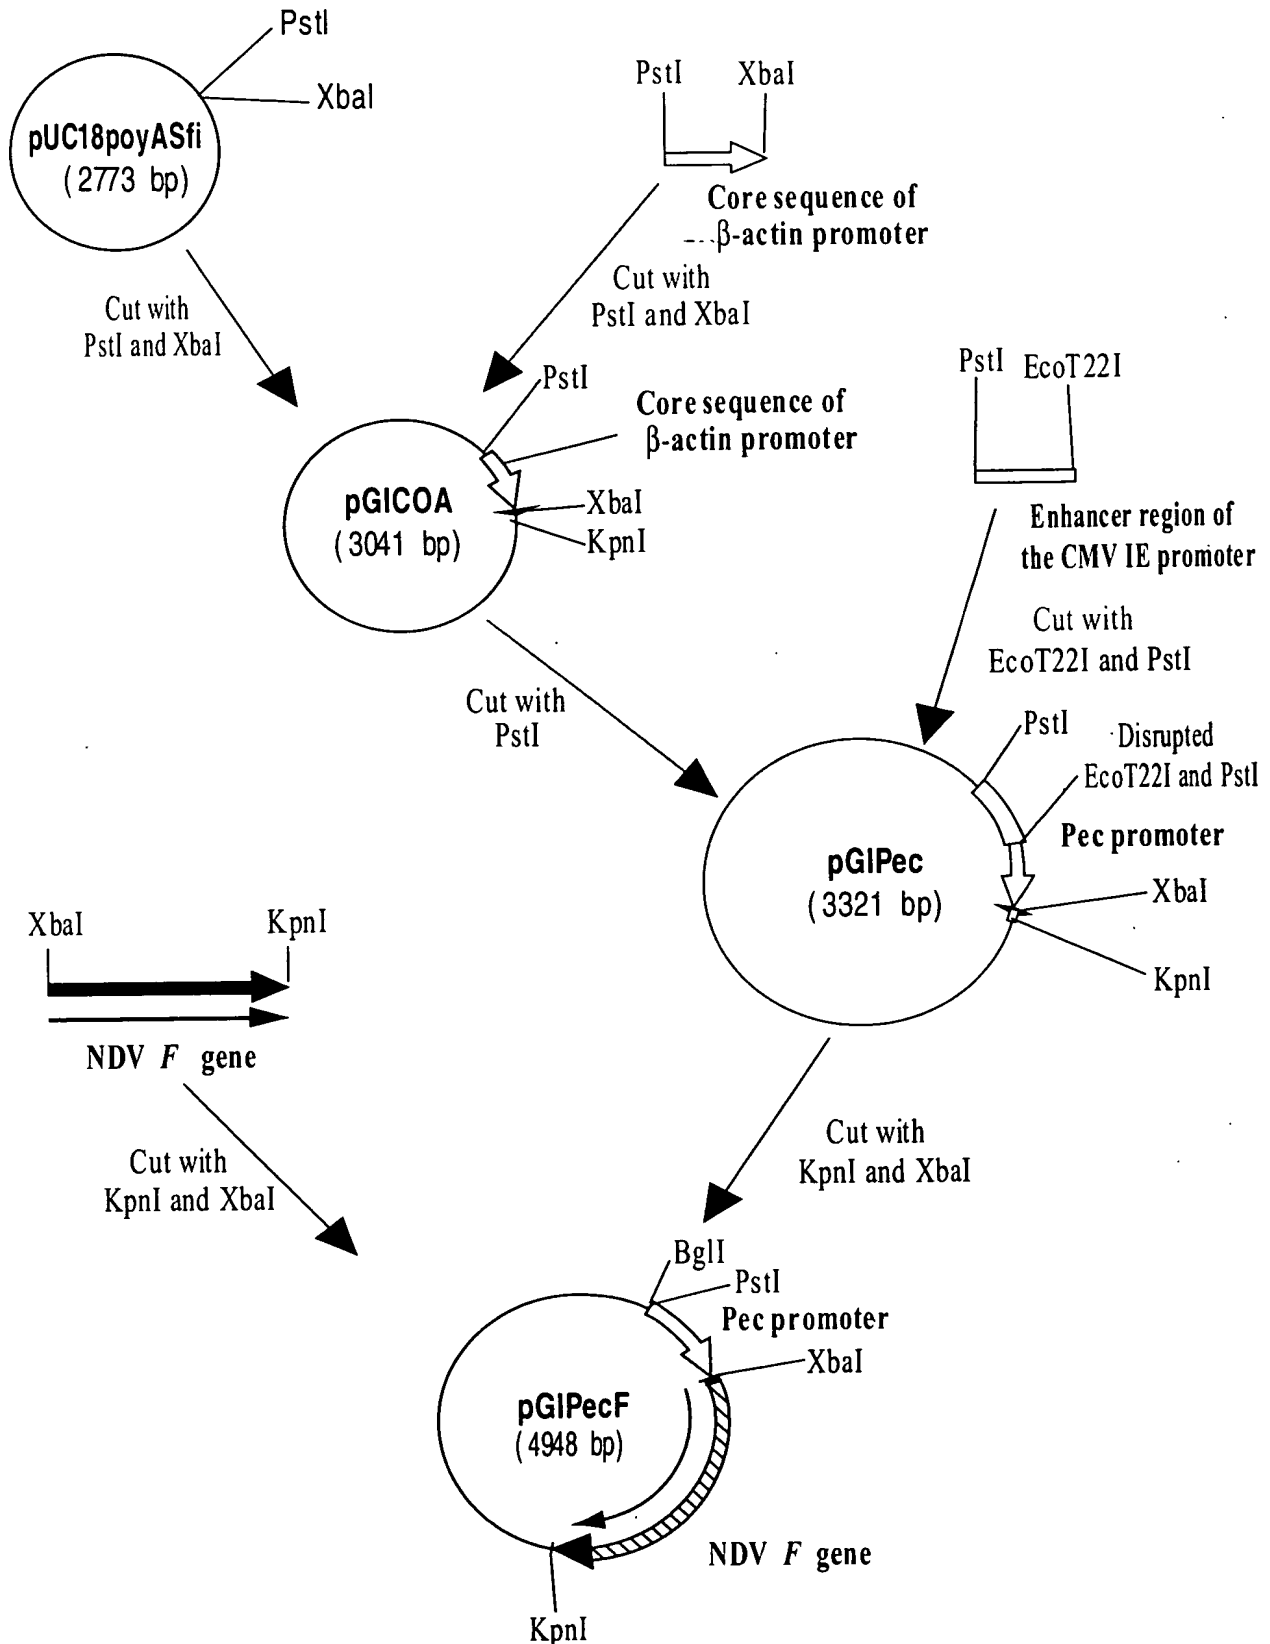 PstI
XbaI
pUC18poyASfi
(2773 bp)
PstI XbaI
Core sequence of
β-actin promoter
Cut with
PstI and XbaI
Cut with
PstI and XbaI
PstI
Core sequence of
β-actin promoter
pGICOA
(3041 bp)
XbaI
KpnI
PstI EcoT22I
Enhancer region of
the CMV IE promoter
Cut with
EcoT22I and PstI
Cut with
PstI
PstI
Disrupted
EcoT22I and PstI
Pec promoter
pGIPec
(3321 bp)
XbaI
KpnI
XbaI KpnI
NDV F gene
Cut with
KpnI and XbaI
Cut with
KpnI and XbaI
BglI
PstI
Pec promoter
XbaI
pGIPecF
(4948 bp)
NDV F gene
KpnI